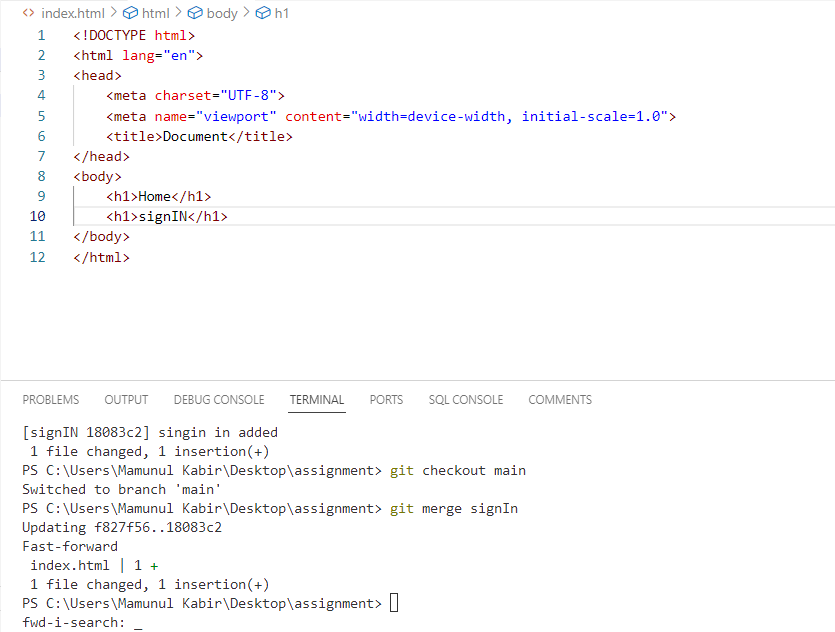 <> index.html > html > body > h1
1 <!DOCTYPE html>
2 <html lang="en">
3 <head>
4     <meta charset="UTF-8">
5     <meta name="viewport" content="width=device-width, initial-scale=1.0">
6     <title>Document</title>
7 </head>
8 <body>
9     <h1>Home</h1>
10     <h1>signIN</h1>
11 </body>
12 </html>
PROBLEMS OUTPUT DEBUG CONSOLE TERMINAL PORTS SQL CONSOLE COMMENTS
[signIN 18083c2] singin in added
 1 file changed, 1 insertion(+)
PS C:\Users\Mamunul Kabir\Desktop\assignment> git checkout main
Switched to branch 'main'
PS C:\Users\Mamunul Kabir\Desktop\assignment> git merge signIn
Updating f827f56..18083c2
Fast-forward
 index.html | 1 +
 1 file changed, 1 insertion(+)
PS C:\Users\Mamunul Kabir\Desktop\assignment>
fwd-i-search: _